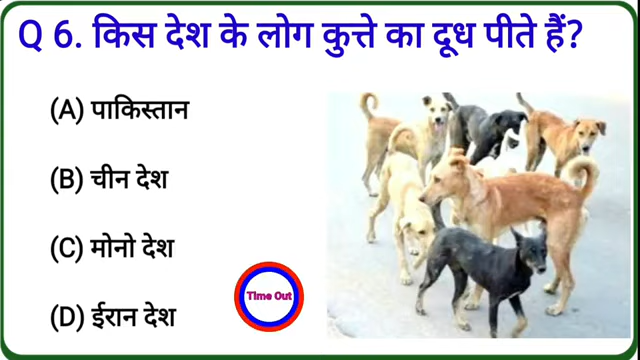 Q 6. किस देश के लोग कुत्ते का दूध पीते हैं?
(A) पाकिस्तान
(B) चीन देश
(C) मोनो देश
(D) ईरान देश
Time Out